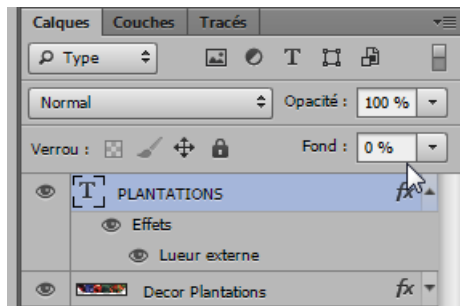 Calques Couches Tracés
Type T
Normal Opacité : 100 %
Verrou : Fond : 0 %
T PLANTATIONS fx
Effets
Lueur externe
Decor Plantations fx